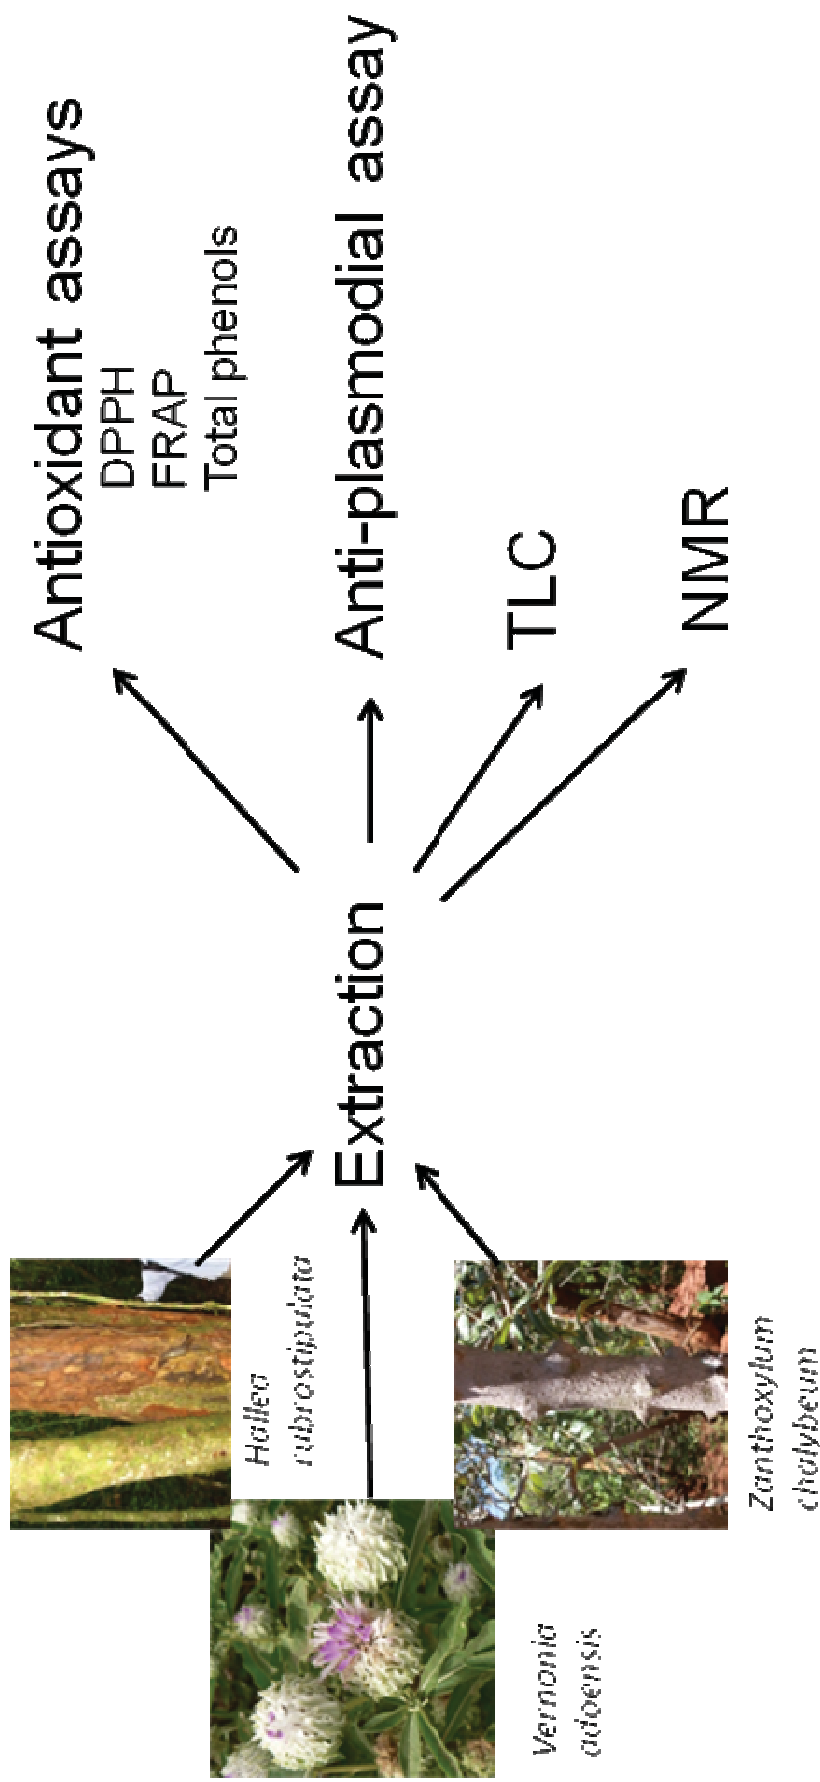 Hallea
rubrostipulata
Vernonia
adoensis
Zanthoxylum
chalybeum
Extraction
Antioxidant assays
DPPH
FRAP
Total phenols
Anti-plasmodial assay
TLC
NMR